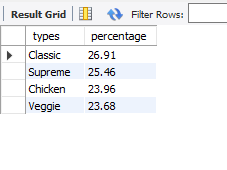 Result Grid Filter Rows:
types percentage
Classic 26.91
Supreme 25.46
Chicken 23.96
Veggie 23.68